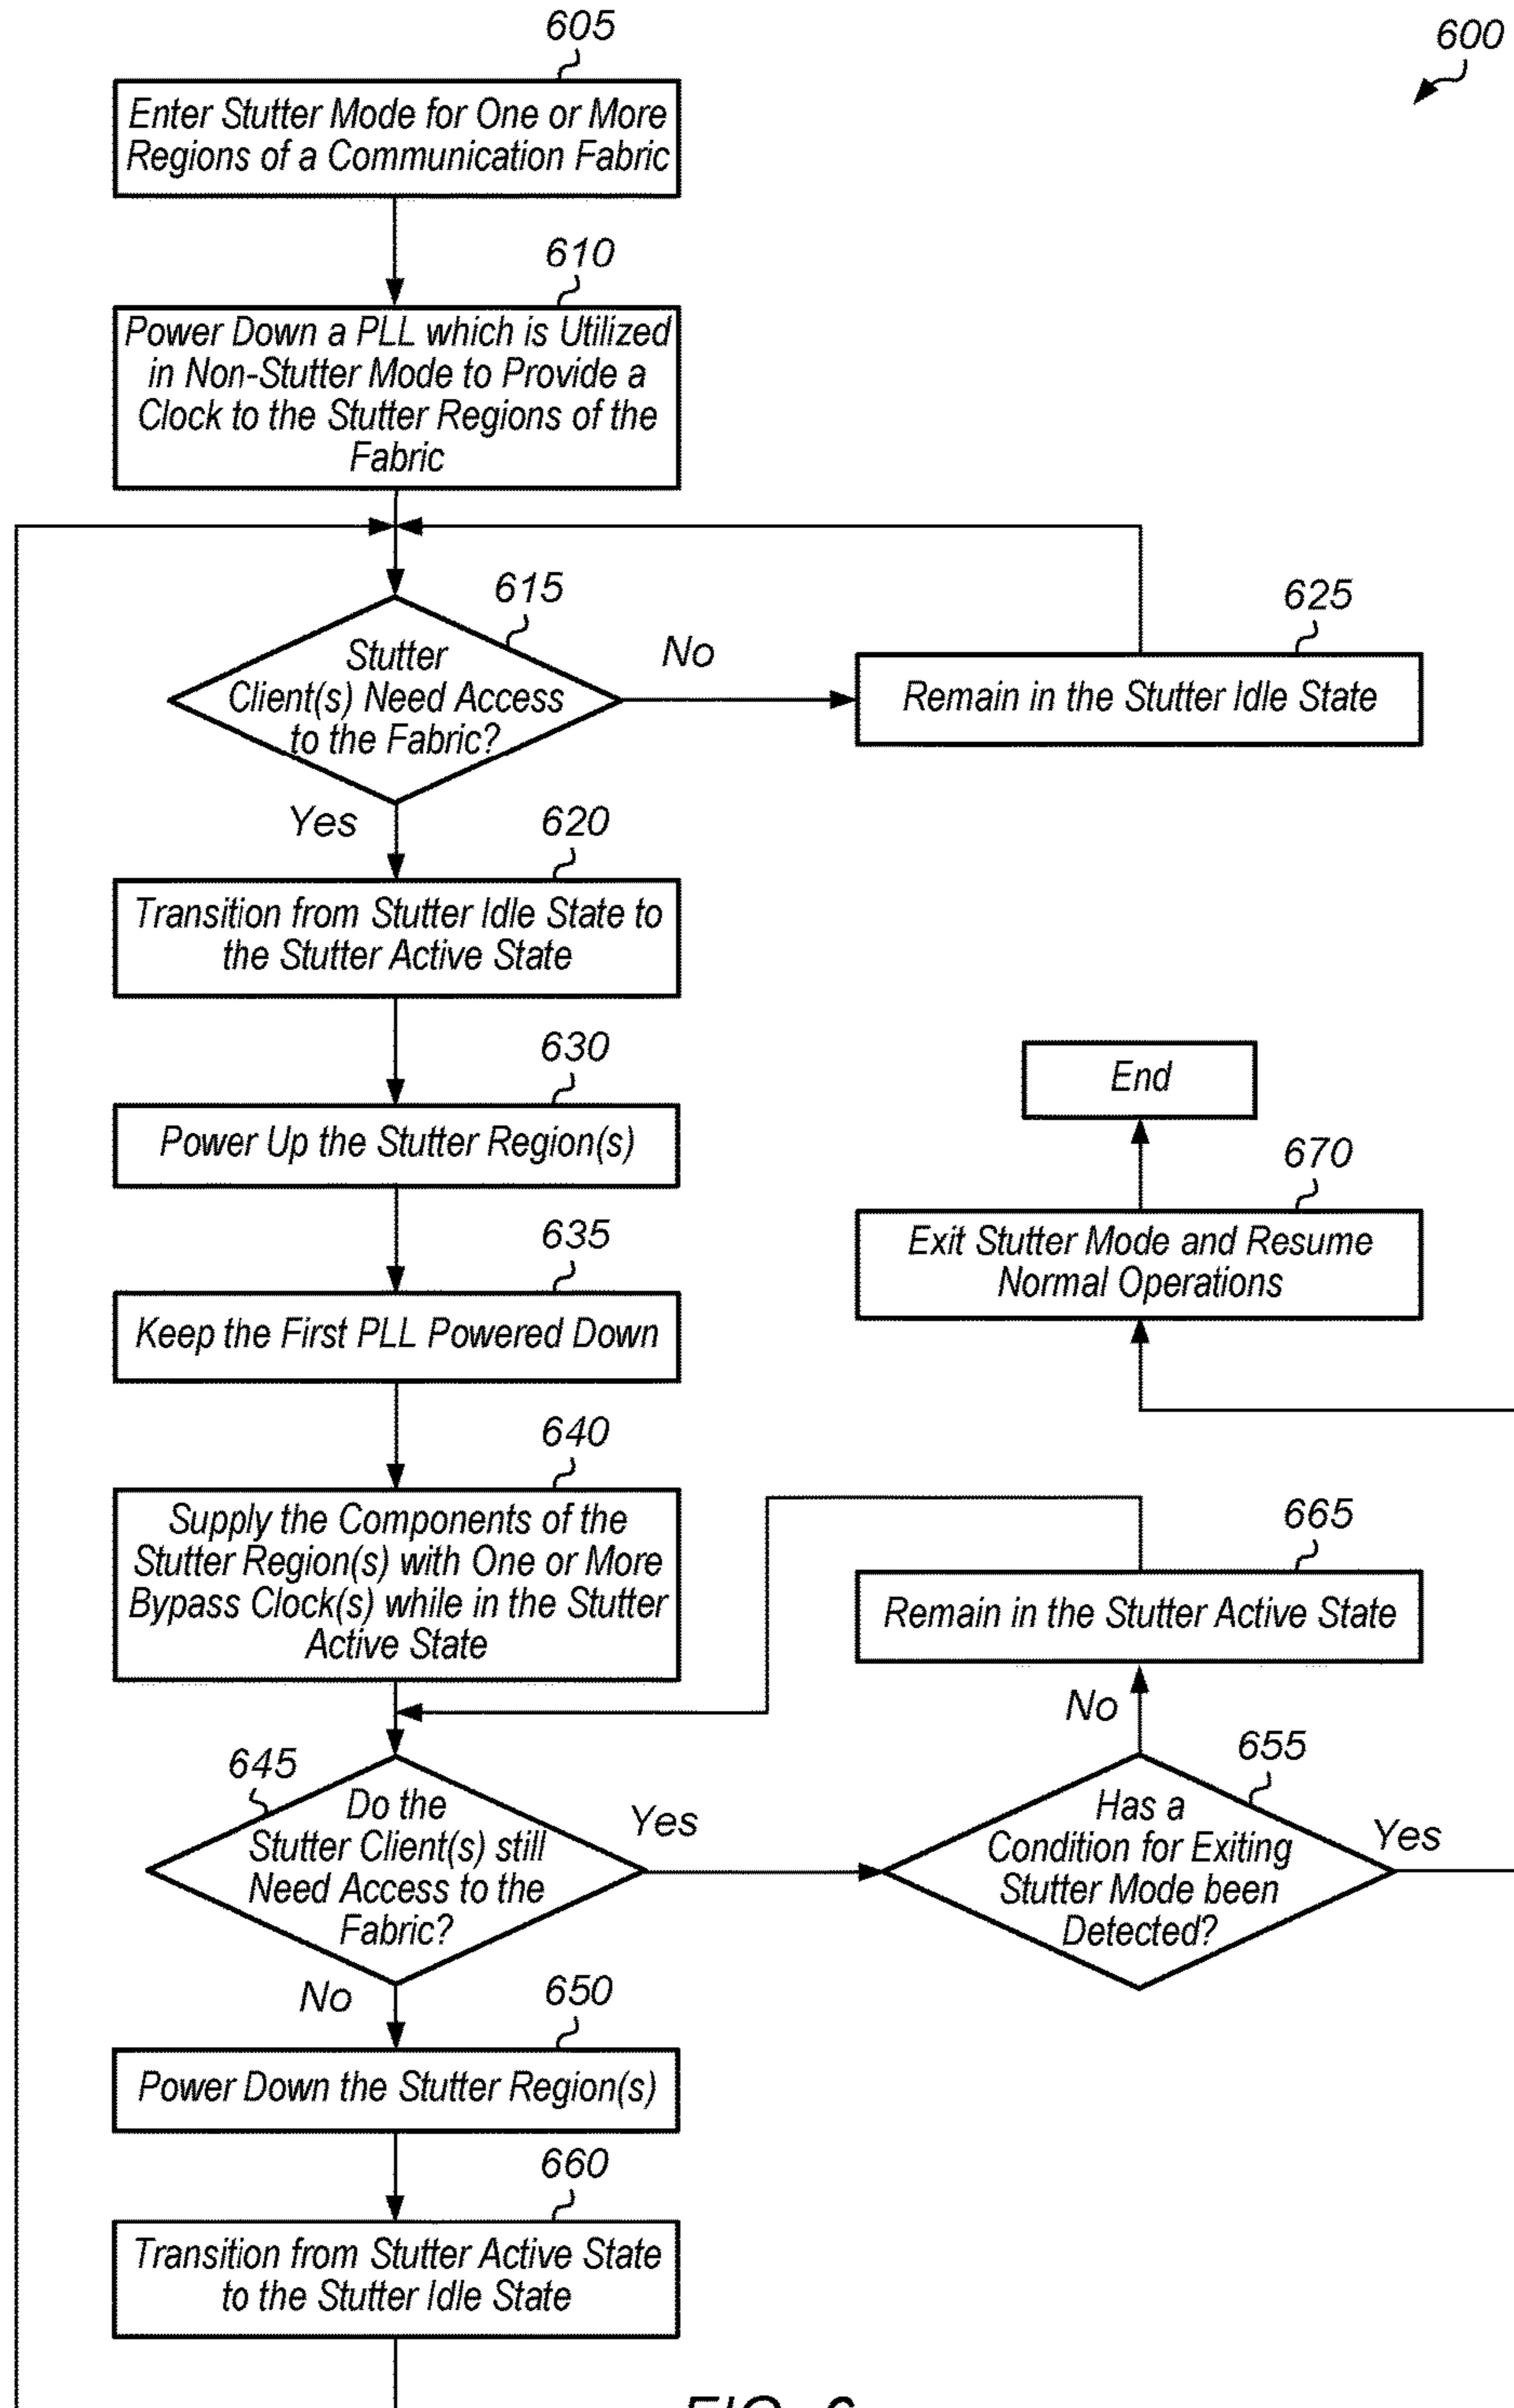 605
600
Enter Stutter Mode for One or More
Regions of a Communication Fabric
610
Power Down a PLL which is Utilized
in Non-Stutter Mode to Provide a
Clock to the Stutter Regions of the
Fabric
615
Stutter
Client(s) Need Access
to the Fabric?
No
625
Remain in the Stutter Idle State
Yes
620
Transition from Stutter Idle State to
the Stutter Active State
630
Power Up the Stutter Region(s)
End
635
Keep the First PLL Powered Down
670
Exit Stutter Mode and Resume
Normal Operations
640
Supply the Components of the
Stutter Region(s) with One or More
Bypass Clock(s) while in the Stutter
Active State
665
Remain in the Stutter Active State
No
645
Do the
Stutter Client(s) still
Need Access to the
Fabric?
Yes
655
Has a
Condition for Exiting
Stutter Mode been
Detected?
Yes
No
650
Power Down the Stutter Region(s)
660
Transition from Stutter Active State
to the Stutter Idle State
FIG. 6